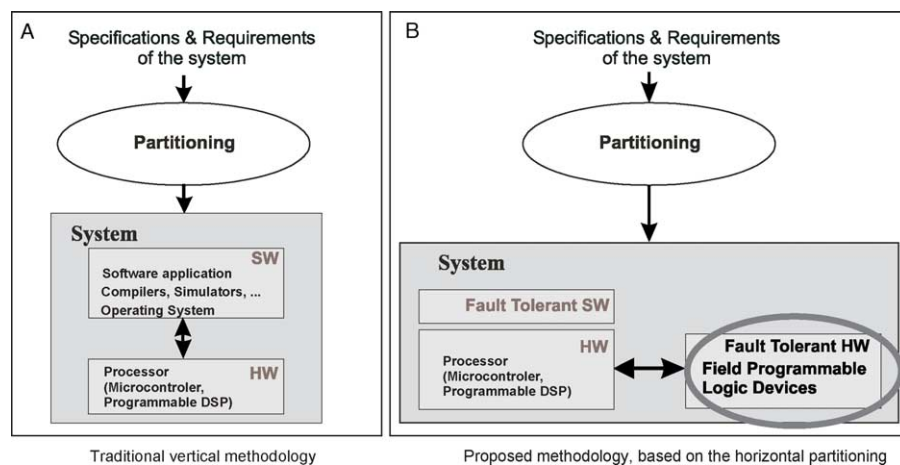 A
Specifications & Requirements
of the system
Partitioning
System
SW
Software application
Compilers, Simulators, ...
Operating System
HW
Processor
(Microcontroler,
Programmable DSP)
Traditional vertical methodology
B
Specifications & Requirements
of the system
Partitioning
System
Fault Tolerant SW
HW
Processor
(Microcontroler,
Programmable DSP)
Fault Tolerant HW
Field Programmable
Logic Devices
Proposed methodology, based on the horizontal partitioning